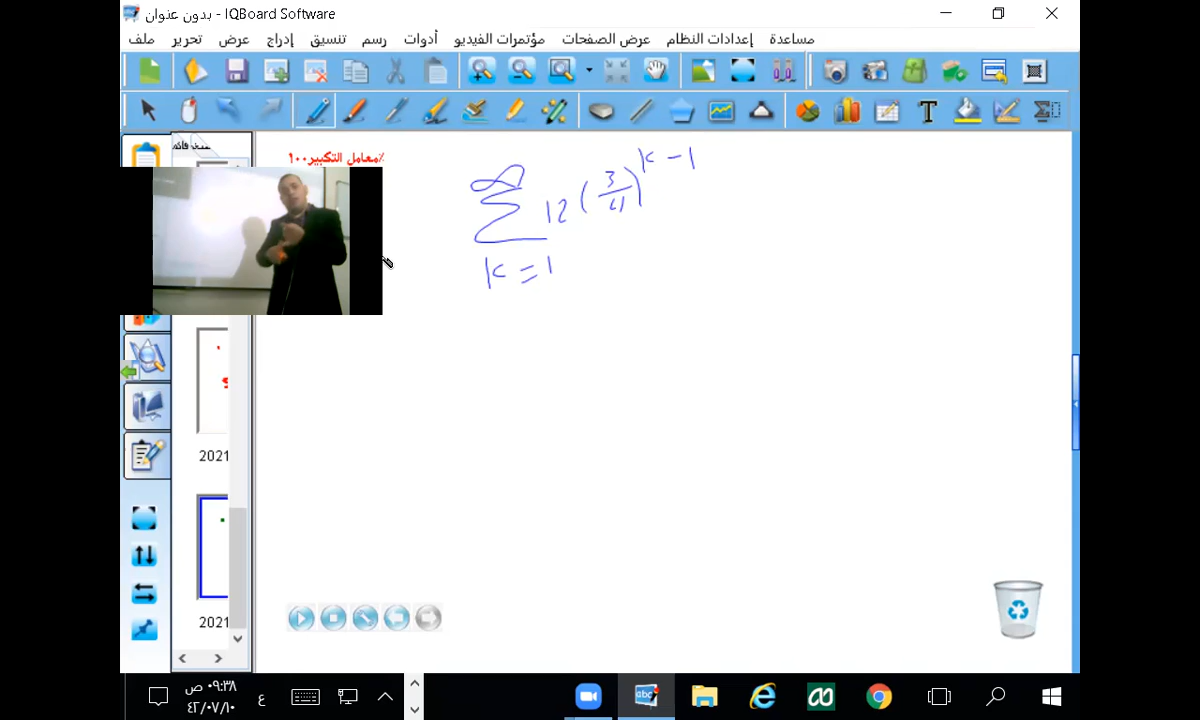 بدون عنوان - IQBoard Software
ملف تحرير عرض إدراج تنسيق رسم أدوات مؤتمرات الفيديو عرض الصفحات إعدادات النظام مساعدة
معامل التكبير١٠٠٪
∞
∑ 12 (3/4)^k-1
k=1
2021
2021
٠٩:٣٨ ص
٤٢/٠٧/١٠
ع